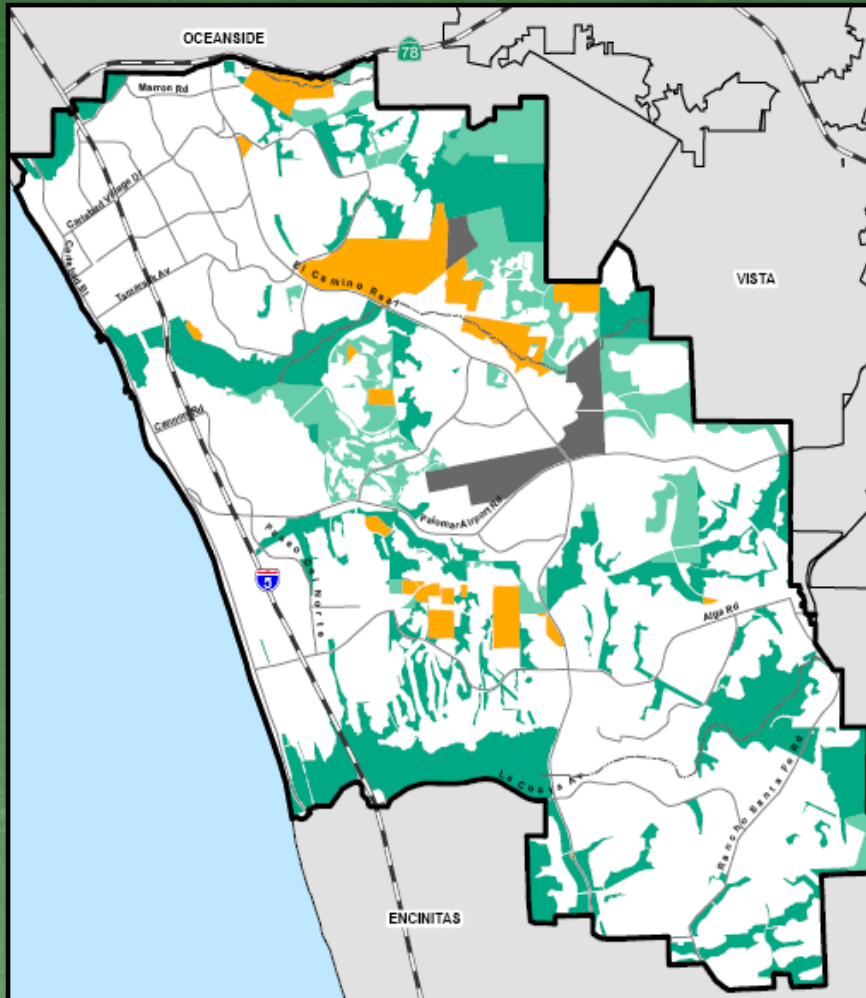 OCEANSIDE
78
Marron Rd
Carlsbad Village Dr
Carlsbad Bl
Tamarack Av
El Camino Real
VISTA
Cannon Rd
Palomar Airport Rd
Paseo Del Norte
5
Alga Rd
La Costa Av
Rancho Santa Fe Rd
ENCINITAS